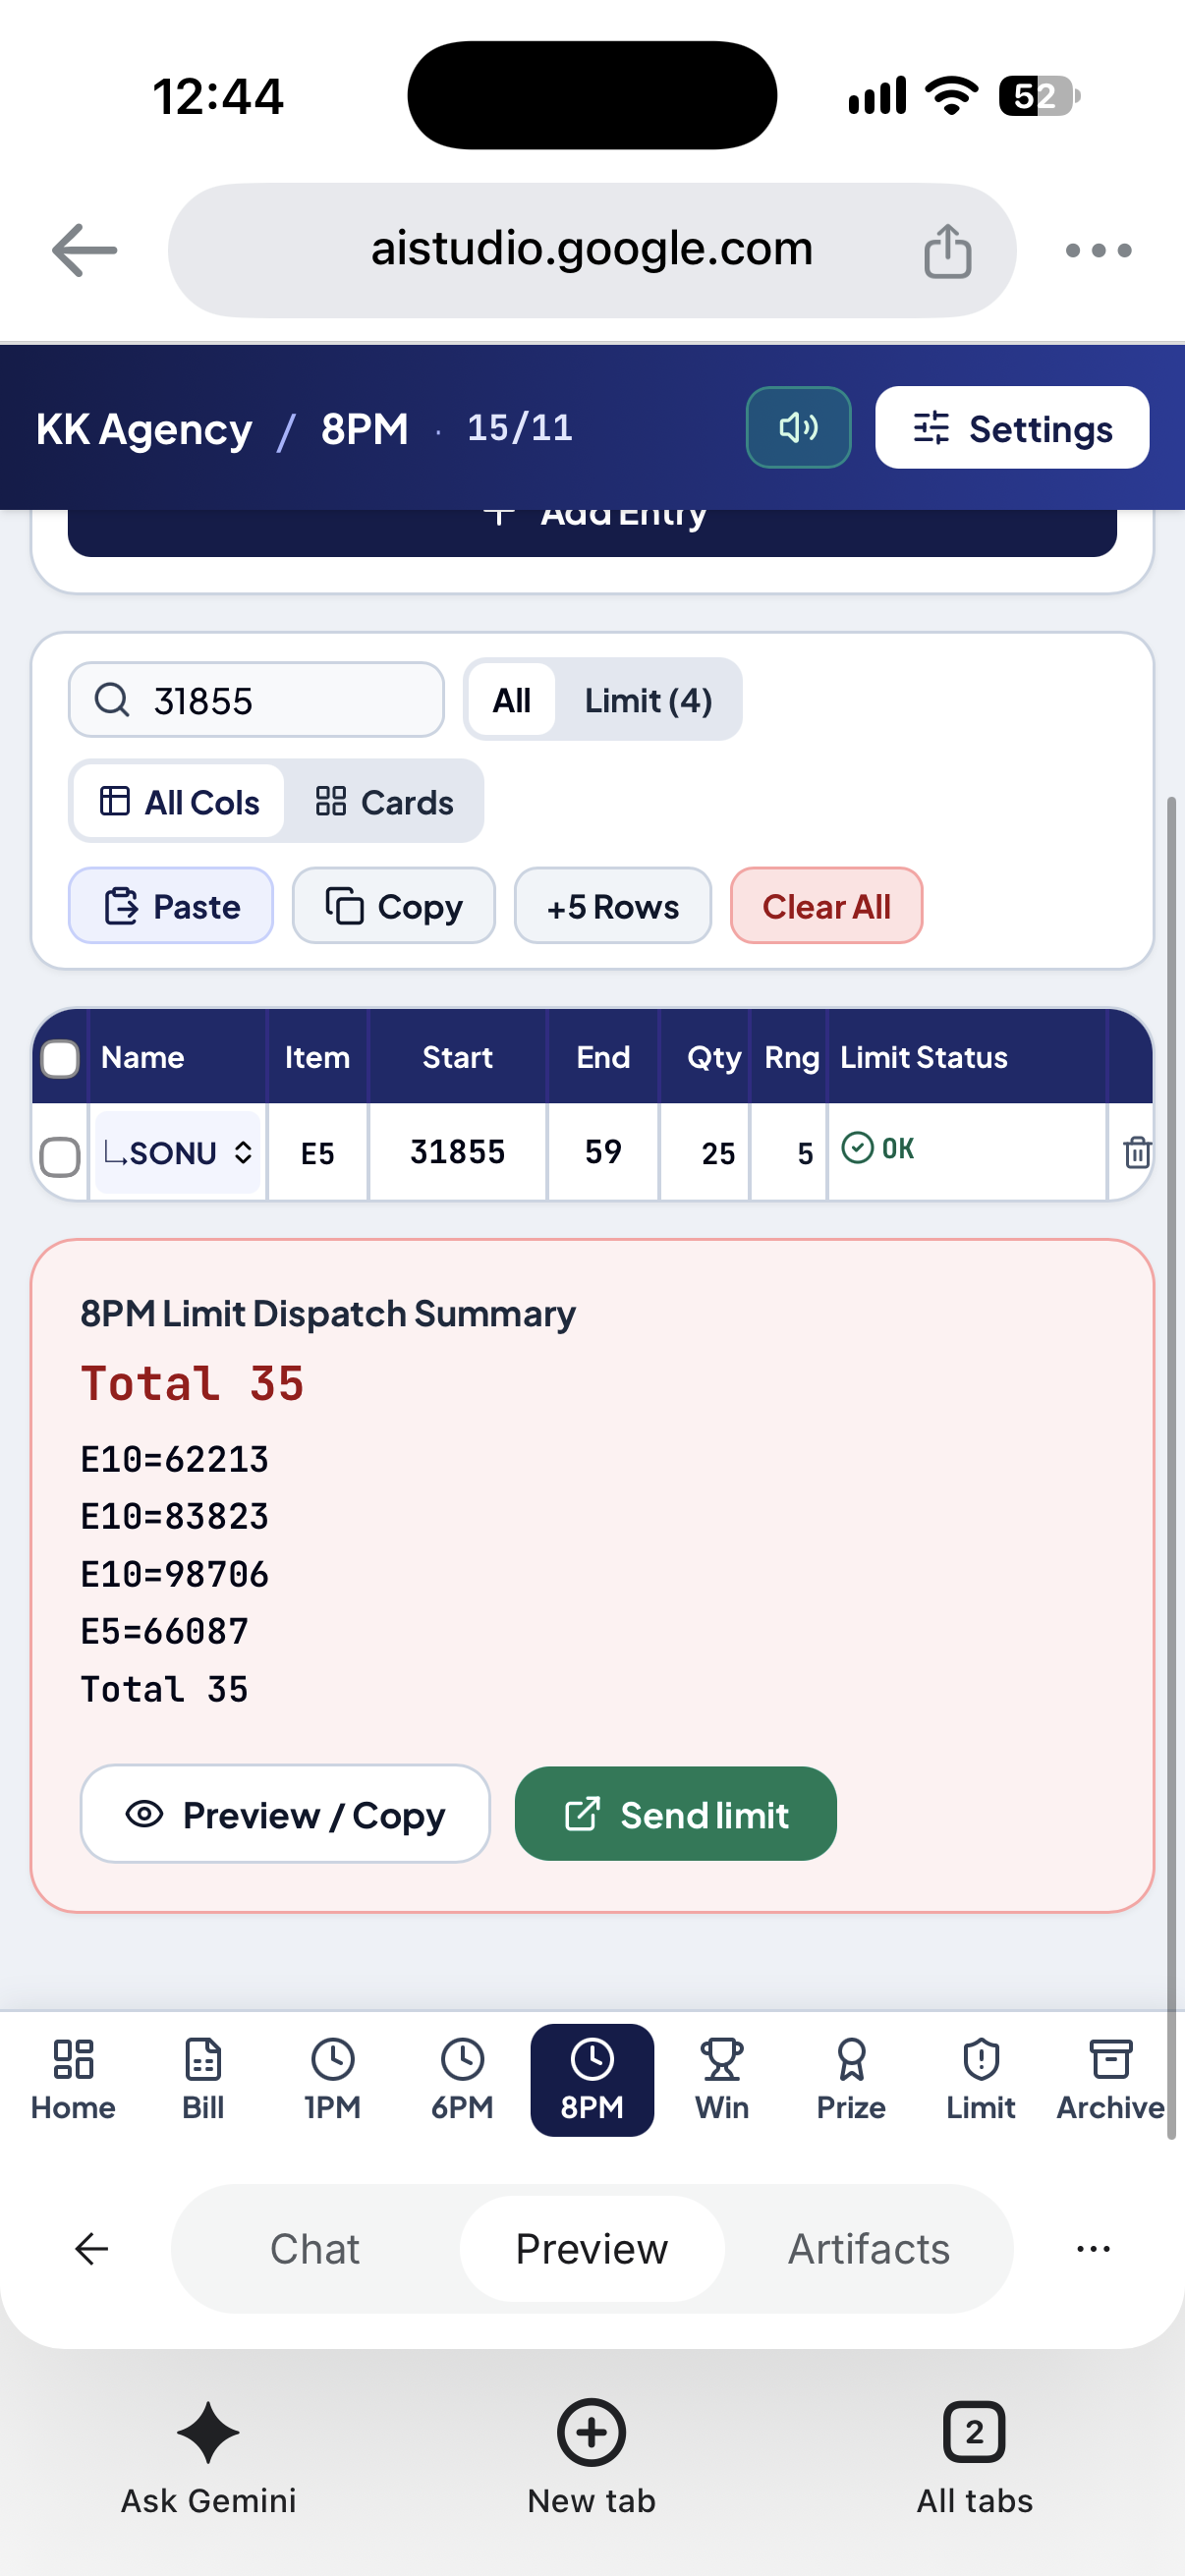 12:44 52
aistudio.google.com
KK Agency / 8PM · 15/11 Settings
+ Add Entry
31855 All Limit (4)
All Cols Cards
Paste Copy +5 Rows Clear All
Name Item Start End Qty Rng Limit Status
SONU E5 31855 59 25 5 OK
8PM Limit Dispatch Summary
Total 35
E10=62213
E10=83823
E10=98706
E5=66087
Total 35
Preview / Copy Send limit
Home Bill 1PM 6PM 8PM Win Prize Limit Archive
Chat Preview Artifacts
2
Ask Gemini New tab All tabs